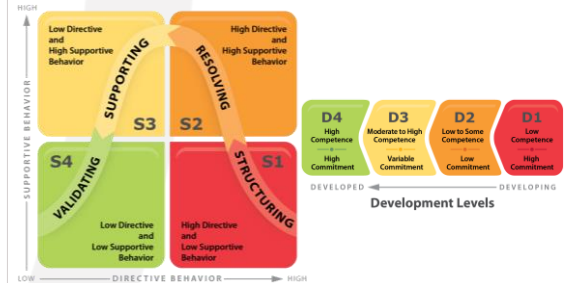 HIGH
Low Directive
and
High Supportive
Behavior
High Directive
and
High Supportive
Behavior
SUPPORTING
RESOLVING
S3
S2
S4
S1
VALIDATING
STRUCTURING
Low Directive
and
Low Supportive
Behavior
High Directive
and
Low Supportive
Behavior
SUPPORTIVE BEHAVIOR
LOW
DIRECTIVE BEHAVIOR
HIGH
D4
High
Competence
High
Commitment
D3
Moderate to High
Competence
Variable
Commitment
D2
Low to Some
Competence
Low
Commitment
D1
Low
Competence
High
Commitment
DEVELOPED
DEVELOPING
Development Levels